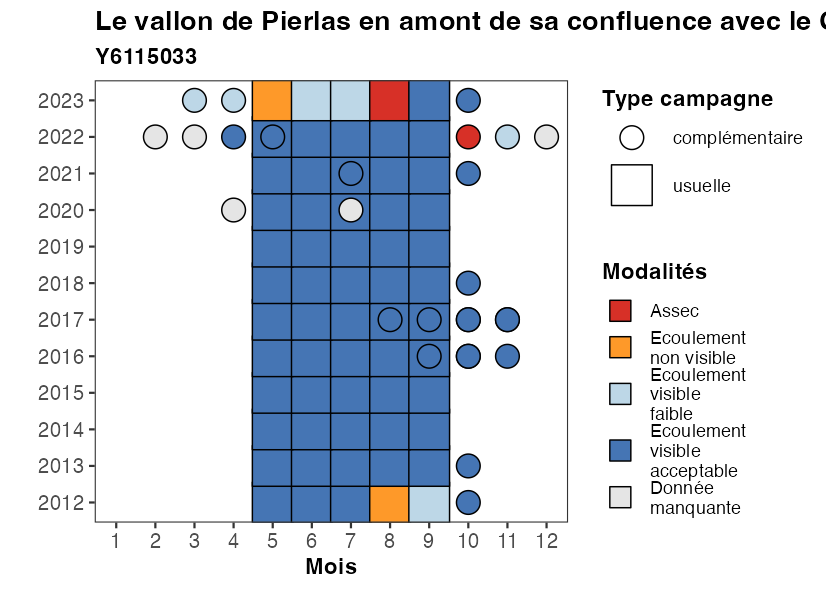 Le vallon de Pierlas en amont de sa confluence avec le
Y6115033
2023
2022
2021
2020
2019
2018
2017
2016
2015
2014
2013
2012
1 2 3 4 5 6 7 8 9 10 11 12
Mois
Type campagne
complémentaire
usuelle
Modalités
Assec
Ecoulement
non visible
Ecoulement
visible
faible
Ecoulement
visible
acceptable
Donnée
manquante